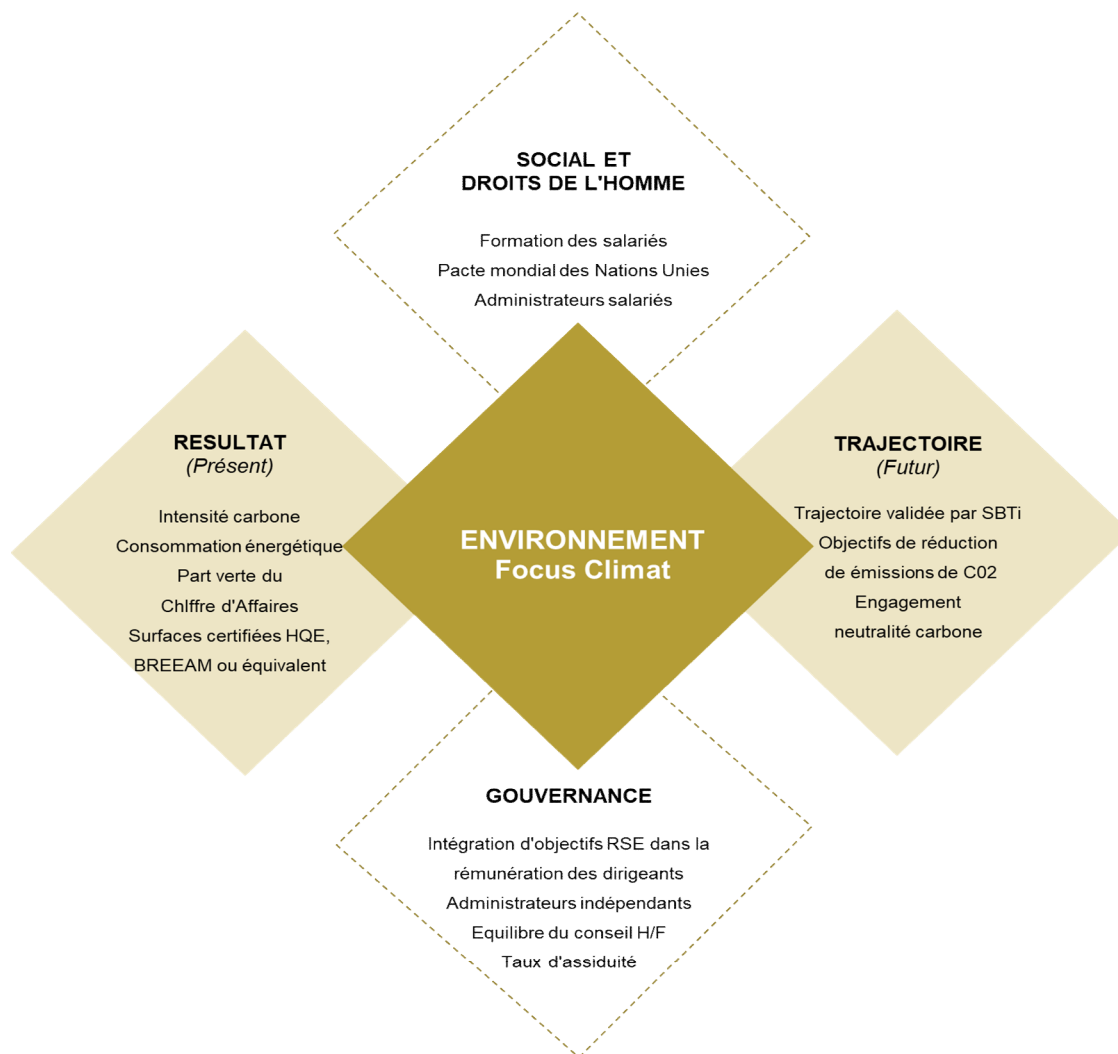 SOCIAL ET
DROITS DE L'HOMME
Formation des salariés
Pacte mondial des Nations Unies
Administrateurs salariés
RESULTAT
(Présent)
Intensité carbone
Consommation énergétique
Part verte du
ChIffre d'Affaires
Surfaces certifiées HQE,
BREEAM ou équivalent
ENVIRONNEMENT
Focus Climat
TRAJECTOIRE
(Futur)
Trajectoire validée par SBTi
Objectifs de réduction
de émissions de C02
Engagement
neutralité carbone
GOUVERNANCE
Intégration d'objectifs RSE dans la
rémunération des dirigeants
Administrateurs indépendants
Equilibre du conseil H/F
Taux d'assiduité